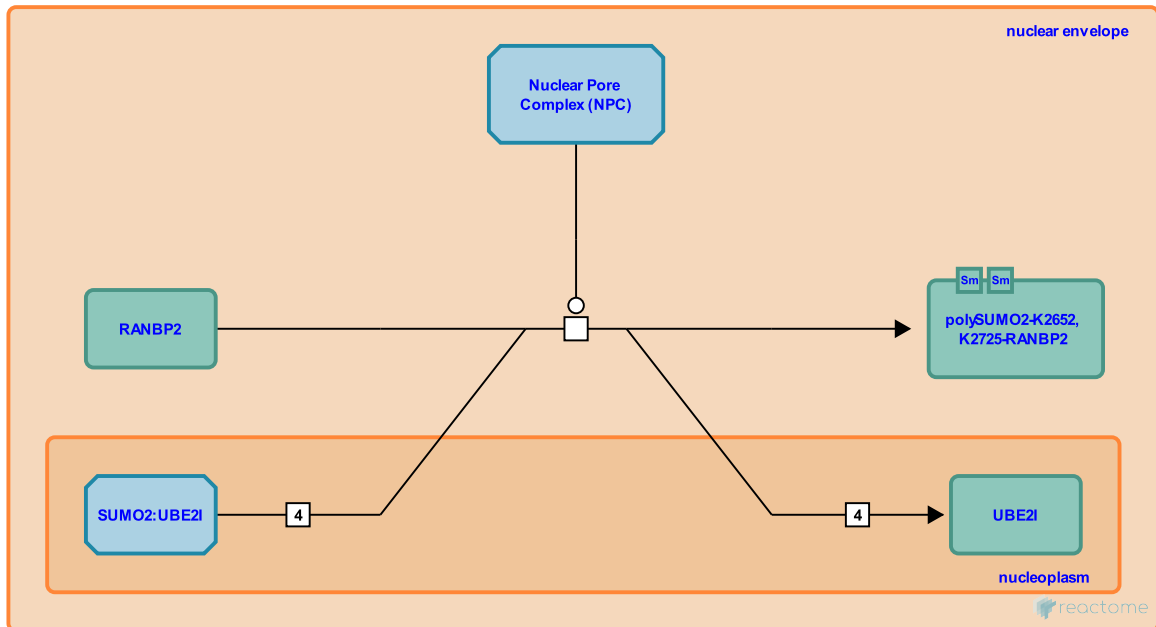 nuclear envelope
Nuclear Pore
Complex (NPC)
RANBP2
Sm Sm
polySUMO2-K2652,
K2725-RANBP2
SUMO2:UBE2I
4
4
UBE2I
nucleoplasm
reactome